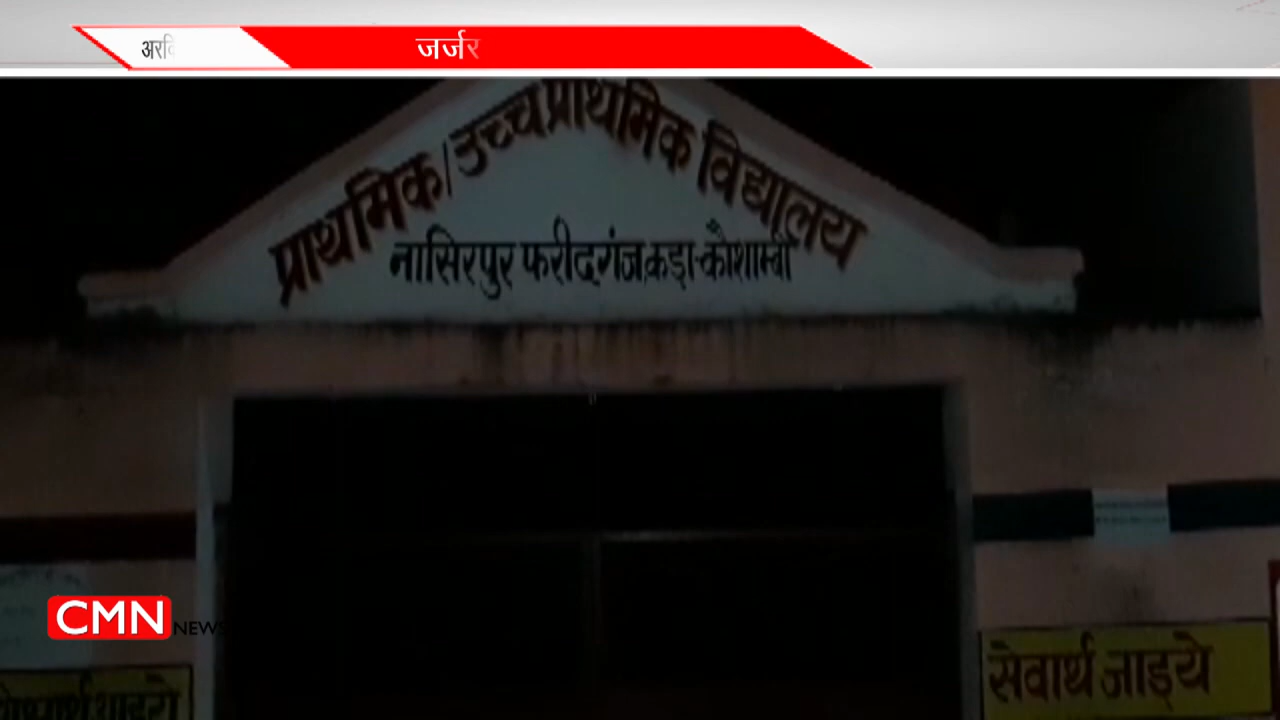 जर्जर
प्राथमिक/उच्च प्राथमिक विद्यालय
नासिरपुर फरीदगंज कड़ा-कौशाम्बी
CMN NEWS
सेवार्थ जाइये